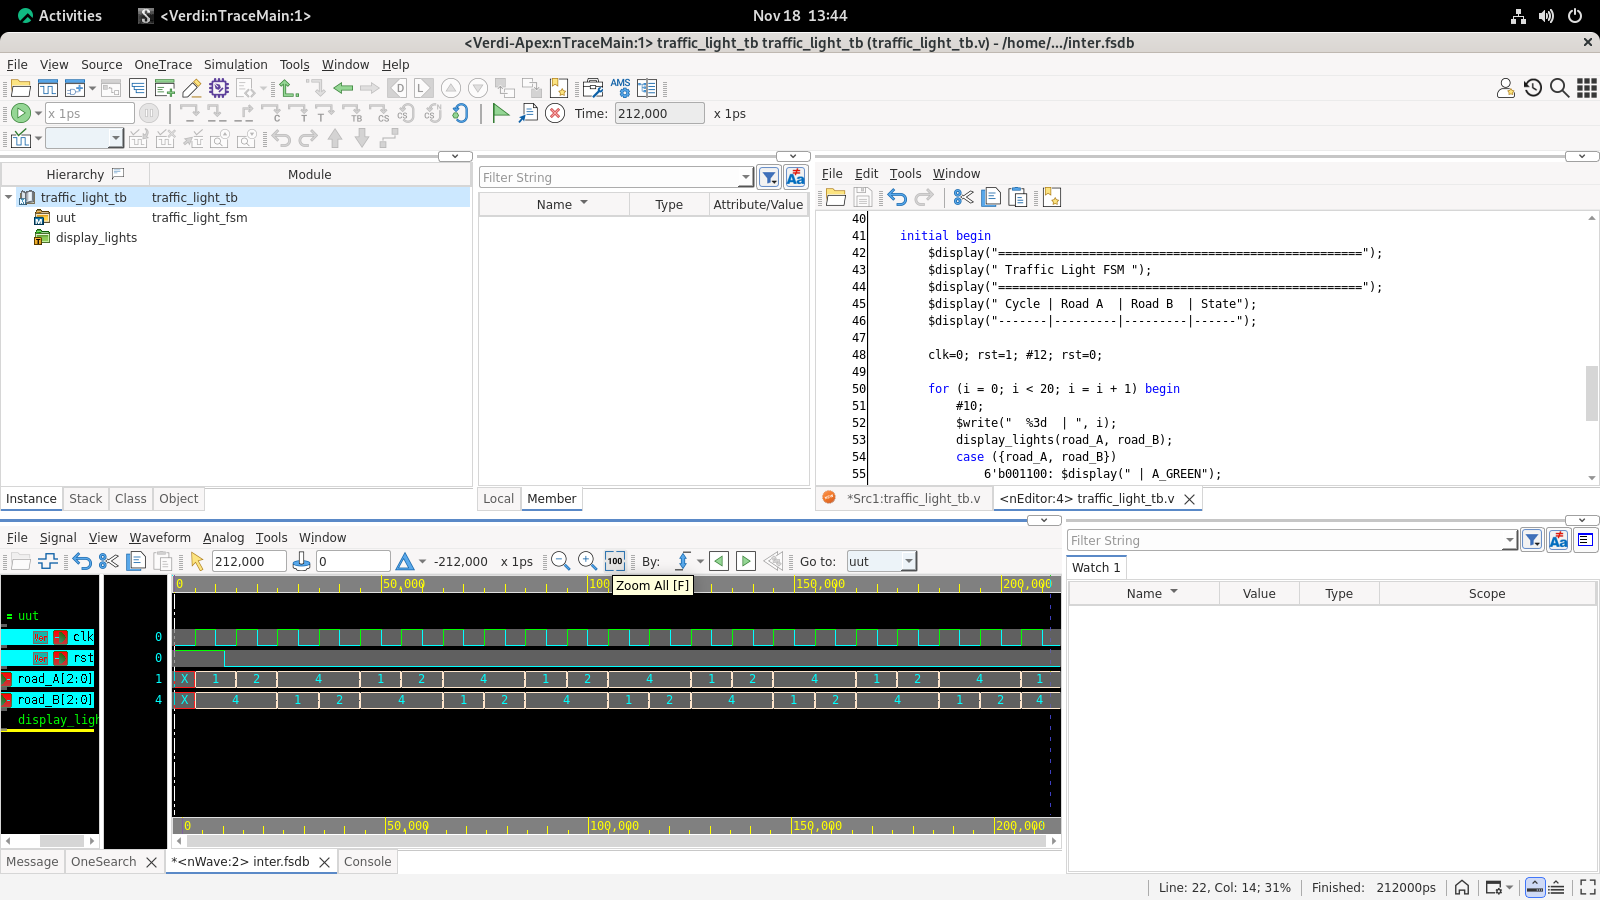 Activities
<Verdi:nTraceMain:1>
Nov 18 13:44
<Verdi-Apex:nTraceMain:1> traffic_light_tb traffic_light_tb (traffic_light_tb.v) - /home/.../inter.fsdb
File View Source OneTrace Simulation Tools Window Help
x 1ps
Time: 212,000 x 1ps
Hierarchy Module
traffic_light_tb traffic_light_tb
uut traffic_light_fsm
display_lights
Instance Stack Class Object
Filter String
Name Type Attribute/Value
Local Member
File Edit Tools Window
40
41 initial begin
42 $display("====================================================");
43 $display(" Traffic Light FSM ");
44 $display("====================================================");
45 $display(" Cycle | Road A  | Road B  | State");
46 $display("-------|---------|---------|------");
47
48 clk=0; rst=1; #12; rst=0;
49
50 for (i = 0; i < 20; i = i + 1) begin
51 #10;
52 $write("  %3d  | ", i);
53 display_lights(road_A, road_B);
54 case ({road_A, road_B})
55 6'b001100: $display(" | A_GREEN");
*Src1:traffic_light_tb.v <nEditor:4> traffic_light_tb.v
File Signal View Waveform Analog Tools Window
212,000 0 -212,000 x 1ps 100 By: Go to: uut
Zoom All [F]
0 50,000 100 150,000 200,000
= uut
clk 0
rst 0
road_A[2:0] 1 X 1 2 4 1 2 4 1 2 4 1 2 4 1 2 4 1
road_B[2:0] 4 X 4 1 2 4 1 2 4 1 2 4 1 2 4 1 2 4
display_ligh
0 50,000 100,000 150,000 200,000
Message OneSearch *<nWave:2> inter.fsdb Console
Filter String
Watch 1
Name Value Type Scope
Line: 22, Col: 14; 31% Finished: 212000ps